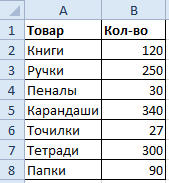 A B
1 Товар Кол-во
2 Книги 120
3 Ручки 250
4 Пеналы 30
5 Карандаши 340
6 Точилки 27
7 Тетради 300
8 Папки 90